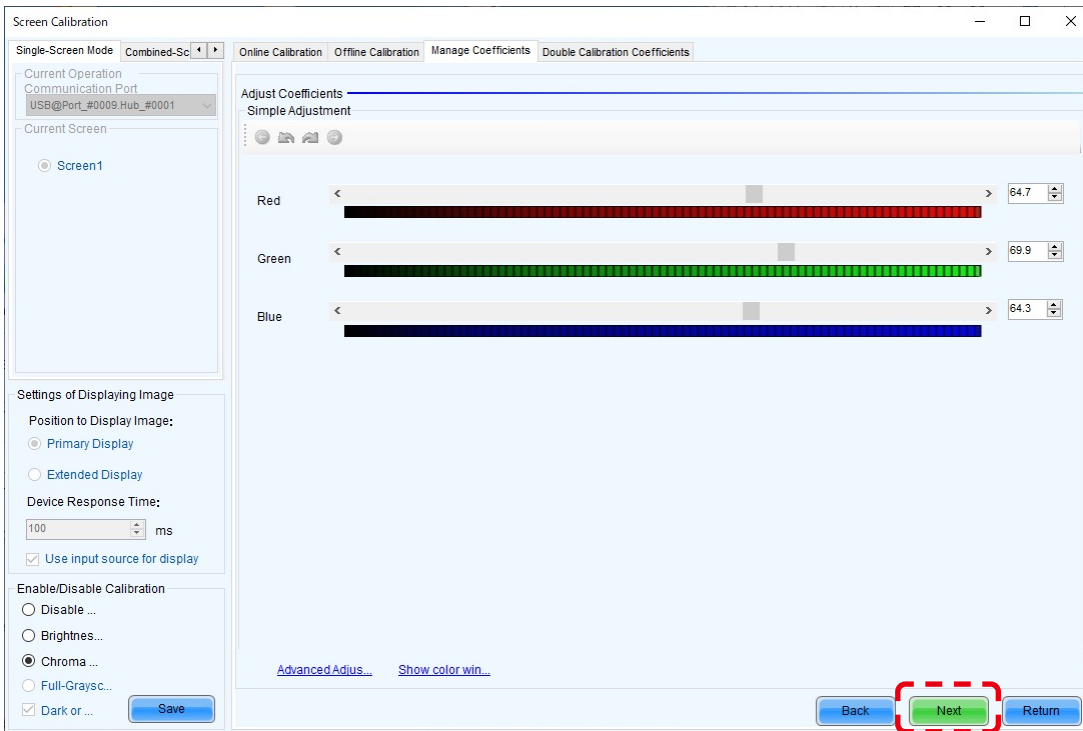 Screen Calibration
Single-Screen Mode
Combined-Sc
Online Calibration
Offline Calibration
Manage Coefficients
Double Calibration Coefficients
Current Operation
Communication Port
USB@Port_#0009.Hub_#0001
Current Screen
Screen1
Adjust Coefficients
Simple Adjustment
Red
64.7
Green
69.9
Blue
64.3
Settings of Displaying Image
Position to Display Image:
Primary Display
Extended Display
Device Response Time:
100
ms
Use input source for display
Enable/Disable Calibration
Disable ...
Brightnes...
Chroma ...
Full-Graysc...
Dark or ...
Save
Advanced Adjus...
Show color win...
Back
Next
Return